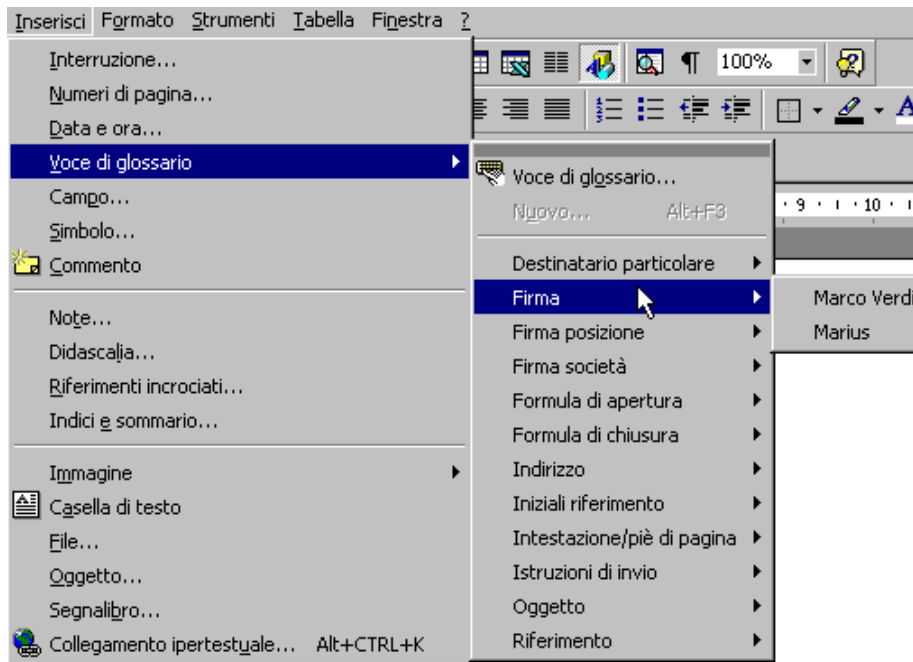 Inserisci Formato Strumenti Tabella Finestra ?
Interruzione...
Numeri di pagina...
Data e ora...
Voce di glossario
Campo...
Simbolo...
Commento
Note...
Didascalia...
Riferimenti incrociati...
Indici e sommario...
Immagine
Casella di testo
File...
Oggetto...
Segnalibro...
Collegamento ipertestuale... Alt+CTRL+K
100%
Voce di glossario...
Nuovo... Alt+F3
Destinatario particolare
Firma
Firma posizione
Firma società
Formula di apertura
Formula di chiusura
Indirizzo
Iniziali riferimento
Intestazione/piè di pagina
Istruzioni di invio
Oggetto
Riferimento
9 10
Marco Verdi
Marius